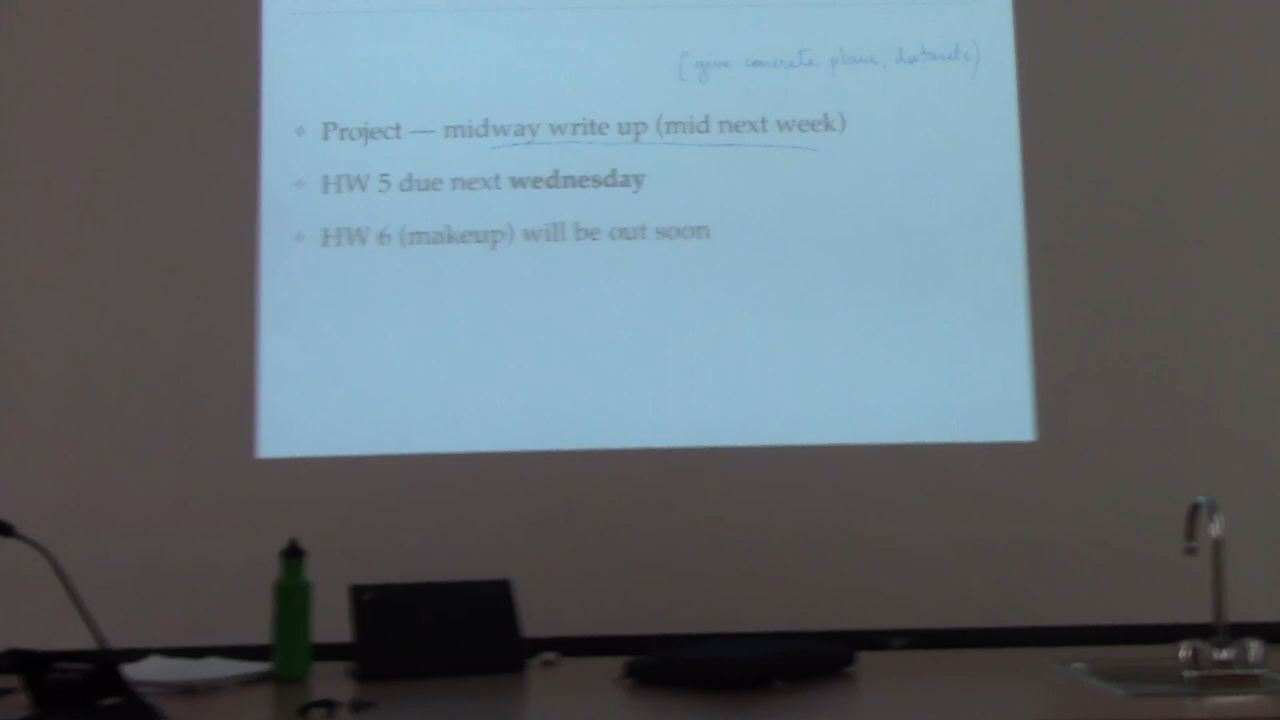 (give concrete plans, datasets)
Project — midway write up (mid next week)
HW 5 due next wednesday
HW 6 (makeup) will be out soon